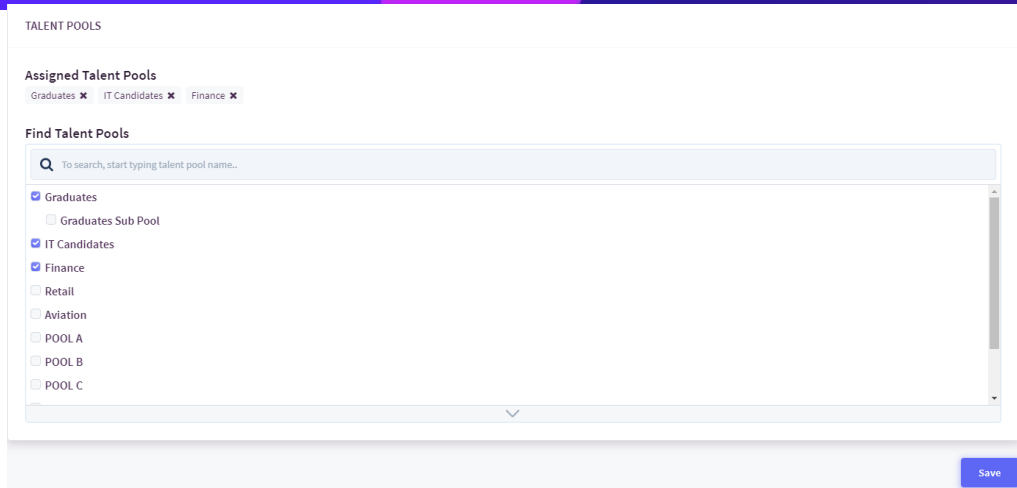 TALENT POOLS
Assigned Talent Pools
Graduates ✖ IT Candidates ✖ Finance ✖
Find Talent Pools
To search, start typing talent pool name..
Graduates
Graduates Sub Pool
IT Candidates
Finance
Retail
Aviation
POOL A
POOL B
POOL C
Save